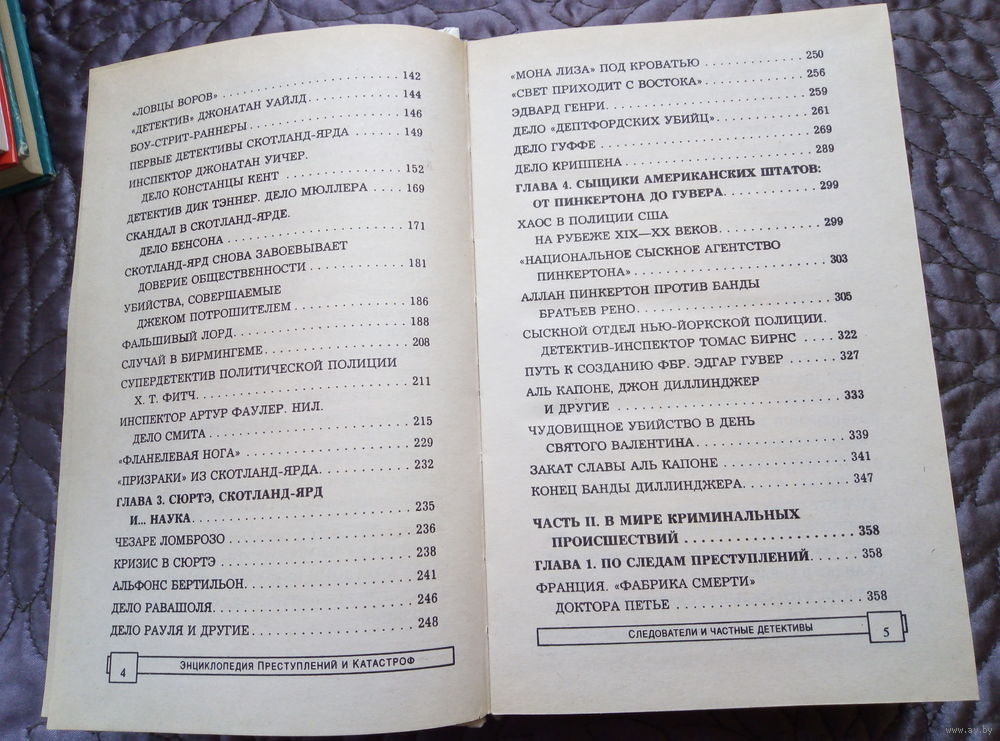 «ЛОВЦЫ ВОРОВ» . . . . . . . . . . . . . . . . . . . . 142
«ДЕТЕКТИВ» ДЖОНАТАН УАЙЛД. . . . . . . . . . . 144
БОУ-СТРИТ-РАННЕРЫ . . . . . . . . . . . . . . . . . 146
ПЕРВЫЕ ДЕТЕКТИВЫ СКОТЛАНД-ЯРДА . . . . . 149
ИНСПЕКТОР ДЖОНАТАН УИЧЕР.
ДЕЛО КОНСТАНЦЫ КЕНТ . . . . . . . . . . . . . . 152
ДЕТЕКТИВ ДИК ТЭННЕР. ДЕЛО МЮЛЛЕРА . . . . 169
СКАНДАЛ В СКОТЛАНД-ЯРДЕ.
ДЕЛО БЕНСОНА . . . . . . . . . . . . . . . . . . . . 171
СКОТЛАНД-ЯРД СНОВА ЗАВОЕВЫВАЕТ
ДОВЕРИЕ ОБЩЕСТВЕННОСТИ . . . . . . . . . . . 181
УБИЙСТВА, СОВЕРШАЕМЫЕ
ДЖЕКОМ ПОТРОШИТЕЛЕМ . . . . . . . . . . . . . 186
ФАЛЬШИВЫЙ ЛОРД. . . . . . . . . . . . . . . . . . . 188
СЛУЧАЙ В БИРМИНГЕМЕ . . . . . . . . . . . . . . . 208
СУПЕРДЕТЕКТИВ ПОЛИТИЧЕСКОЙ ПОЛИЦИИ
Х. Т. ФИТЧ. . . . . . . . . . . . . . . . . . . . . . . . 211
ИНСПЕКТОР АРТУР ФАУЛЕР. НИЛ.
ДЕЛО СМИТА . . . . . . . . . . . . . . . . . . . . . . 215
«ФЛАНЕЛЕВАЯ НОГА» . . . . . . . . . . . . . . . . . 229
«ПРИЗРАКИ» ИЗ СКОТЛАНД-ЯРДА. . . . . . . . . . 232
ГЛАВА 3. СЮРТЭ, СКОТЛАНД-ЯРД
И... НАУКА. . . . . . . . . . . . . . . . . . . . . . . . 235
ЧЕЗАРЕ ЛОМБРОЗО . . . . . . . . . . . . . . . . . . . 236
КРИЗИС В СЮРТЭ . . . . . . . . . . . . . . . . . . . . 238
АЛЬФОНС БЕРТИЛЬОН. . . . . . . . . . . . . . . . . 241
ДЕЛО РАВАШОЛЯ. . . . . . . . . . . . . . . . . . . . . 246
ДЕЛО РАУЛЯ И ДРУГИЕ . . . . . . . . . . . . . . . . 248
4 ЭНЦИКЛОПЕДИЯ ПРЕСТУПЛЕНИЙ И КАТАСТРОФ
«МОНА ЛИЗА» ПОД КРОВАТЬЮ . . . . . . . . . . . 250
«СВЕТ ПРИХОДИТ С ВОСТОКА» . . . . . . . . . . . 256
ЭДВАРД ГЕНРИ. . . . . . . . . . . . . . . . . . . . . . 259
ДЕЛО «ДЕПТФОРДСКИХ УБИЙЦ». . . . . . . . . . . 261
ДЕЛО ГУФФЕ . . . . . . . . . . . . . . . . . . . . . . . 269
ДЕЛО КРИППЕНА . . . . . . . . . . . . . . . . . . . . 289
ГЛАВА 4. СЫЩИКИ АМЕРИКАНСКИХ ШТАТОВ:
ОТ ПИНКЕРТОНА ДО ГУВЕРА. . . . . . . . . . . 299
ХАОС В ПОЛИЦИИ США
НА РУБЕЖЕ XIX—XX ВЕКОВ. . . . . . . . . . . . . 299
«НАЦИОНАЛЬНОЕ СЫСКНОЕ АГЕНТСТВО
ПИНКЕРТОНА» . . . . . . . . . . . . . . . . . . . . . 303
АЛЛАН ПИНКЕРТОН ПРОТИВ БАНДЫ
БРАТЬЕВ РЕНО. . . . . . . . . . . . . . . . . . . . . 305
СЫСКНОЙ ОТДЕЛ НЬЮ-ЙОРКСКОЙ ПОЛИЦИИ.
ДЕТЕКТИВ-ИНСПЕКТОР ТОМАС БИРНС . . . . 322
ПУТЬ К СОЗДАНИЮ ФБР. ЭДГАР ГУВЕР . . . . . 327
АЛЬ КАПОНЕ, ДЖОН ДИЛЛИНДЖЕР
И ДРУГИЕ . . . . . . . . . . . . . . . . . . . . . . . . 333
ЧУДОВИЩНОЕ УБИЙСТВО В ДЕНЬ
СВЯТОГО ВАЛЕНТИНА. . . . . . . . . . . . . . . . 339
ЗАКАТ СЛАВЫ АЛЬ КАПОНЕ . . . . . . . . . . . . . 341
КОНЕЦ БАНДЫ ДИЛЛИНДЖЕРА. . . . . . . . . . . 347
ЧАСТЬ II. В МИРЕ КРИМИНАЛЬНЫХ
ПРОИСШЕСТВИЙ . . . . . . . . . . . . . . . . . . . 358
ГЛАВА 1. ПО СЛЕДАМ ПРЕСТУПЛЕНИЙ. . . . . . 358
ФРАНЦИЯ. «ФАБРИКА СМЕРТИ»
ДОКТОРА ПЕТЬЕ . . . . . . . . . . . . . . . . . . . 358
СЛЕДОВАТЕЛИ И ЧАСТНЫЕ ДЕТЕКТИВЫ 5
www.ay.by